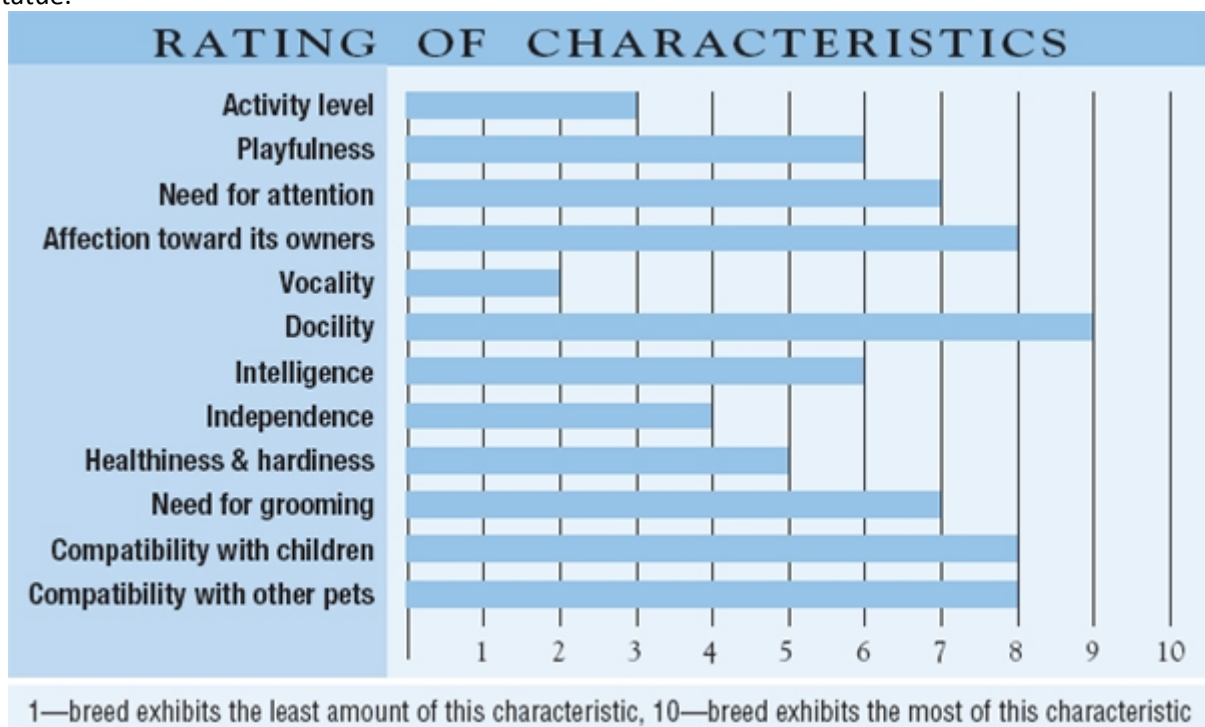 RATING OF CHARACTERISTICS
Activity level
Playfulness
Need for attention
Affection toward its owners
Vocality
Docility
Intelligence
Independence
Healthiness & hardiness
Need for grooming
Compatibility with children
Compatibility with other pets
1 2 3 4 5 6 7 8 9 10
1—breed exhibits the least amount of this characteristic, 10—breed exhibits the most of this characteristic